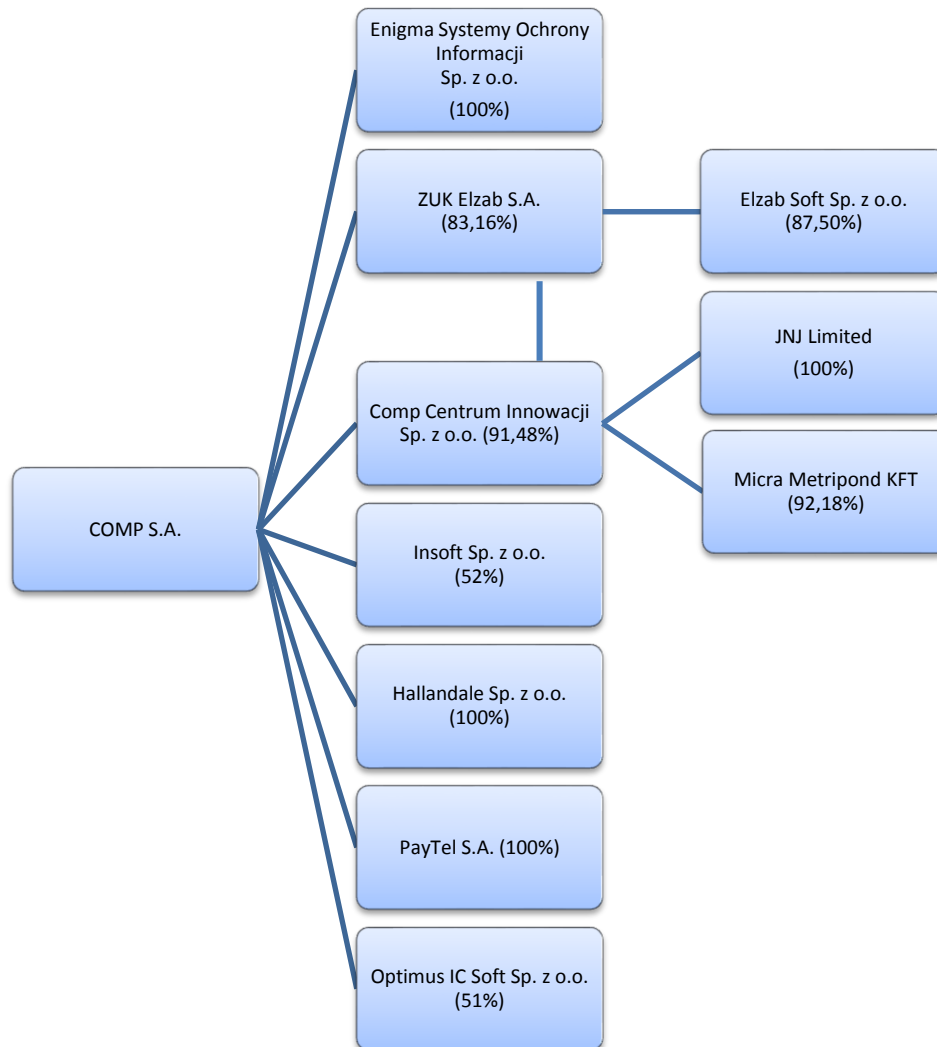 Enigma Systemy Ochrony
Informacji
Sp. z o.o.
(100%)
ZUK Elzab S.A.
(83,16%)
Elzab Soft Sp. z o.o.
(87,50%)
JNJ Limited
(100%)
Comp Centrum Innowacji
Sp. z o.o. (91,48%)
Micra Metripond KFT
(92,18%)
COMP S.A.
Insoft Sp. z o.o.
(52%)
Hallandale Sp. z o.o.
(100%)
PayTel S.A. (100%)
Optimus IC Soft Sp. z o.o.
(51%)